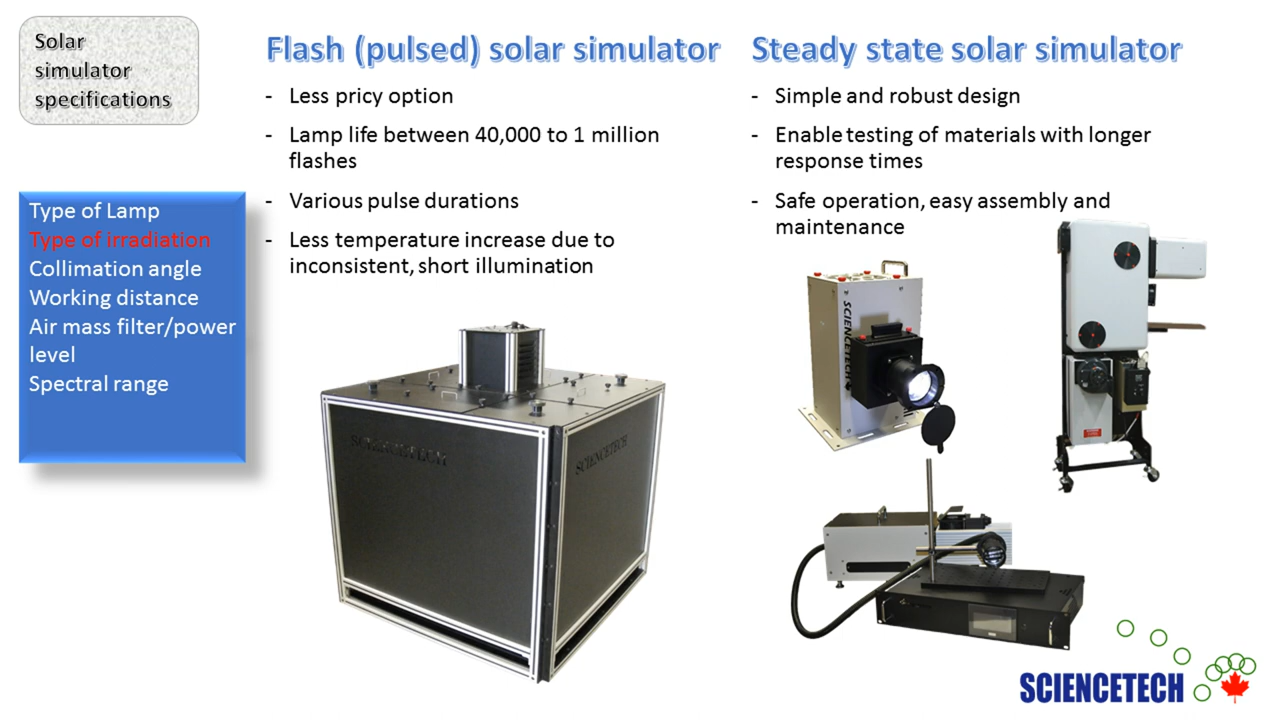 Solar
simulator
specifications
Flash (pulsed) solar simulator
- Less pricy option
- Lamp life between 40,000 to 1 million
flashes
- Various pulse durations
- Less temperature increase due to
inconsistent, short illumination
Steady state solar simulator
- Simple and robust design
- Enable testing of materials with longer
response times
- Safe operation, easy assembly and
maintenance
Type of Lamp
Type of irradiation
Collimation angle
Working distance
Air mass filter/power
level
Spectral range
SCIENCETECH
SCIENCETECH
SCIENCETECH
SCIENCETECH